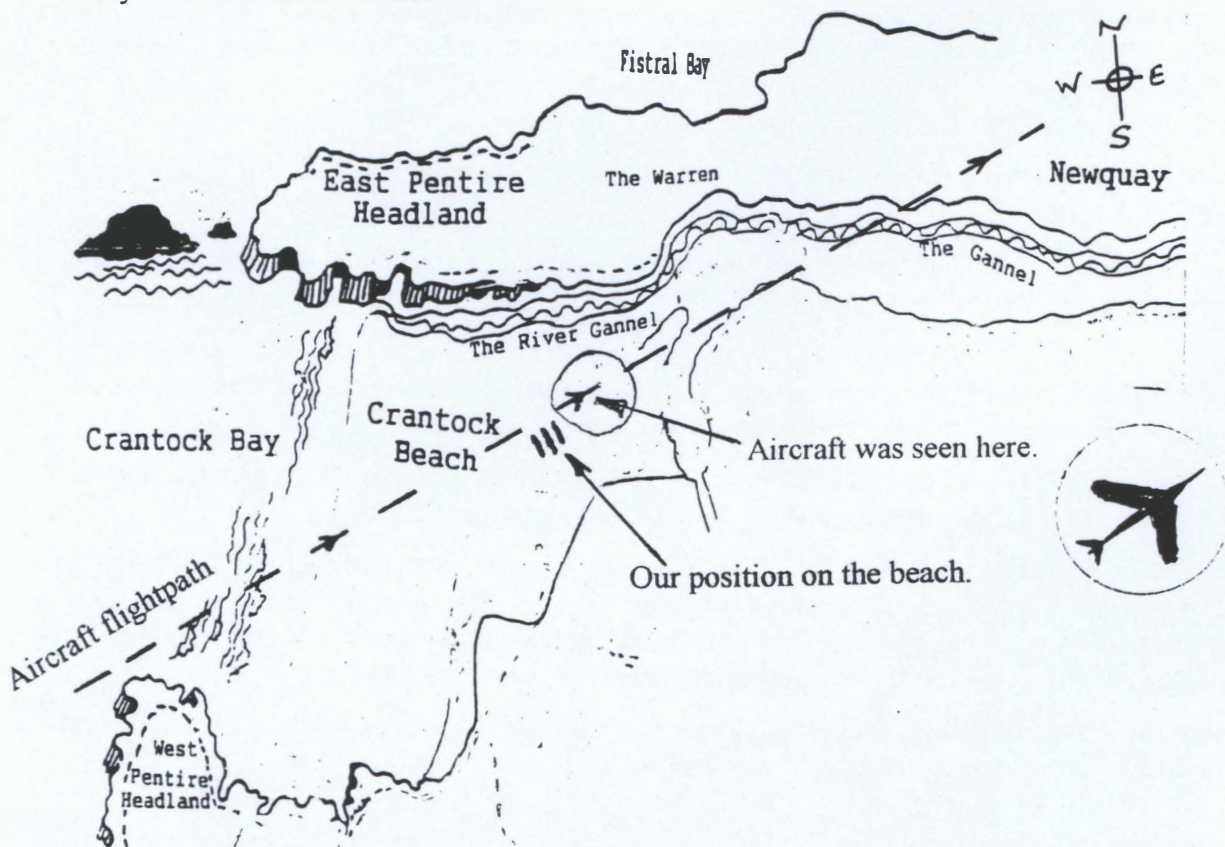 Fistral Bay
N
W E
S
East Pentire
Headland
The Warren
Newquay
The Gannel
The River Gannel
Crantock Bay
Crantock
Beach
Aircraft was seen here.
Our position on the beach.
Aircraft flightpath
West
Pentire
Headland